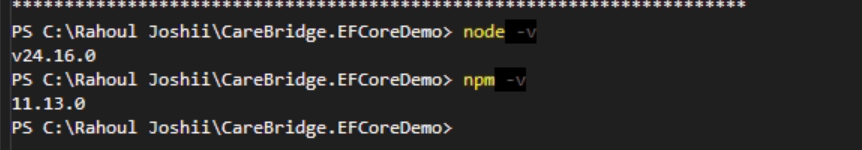 **********************************************************************
PS C:\Rahoul Joshii\CareBridge.EFCoreDemo> node -v
v24.16.0
PS C:\Rahoul Joshii\CareBridge.EFCoreDemo> npm -v
11.13.0
PS C:\Rahoul Joshii\CareBridge.EFCoreDemo>